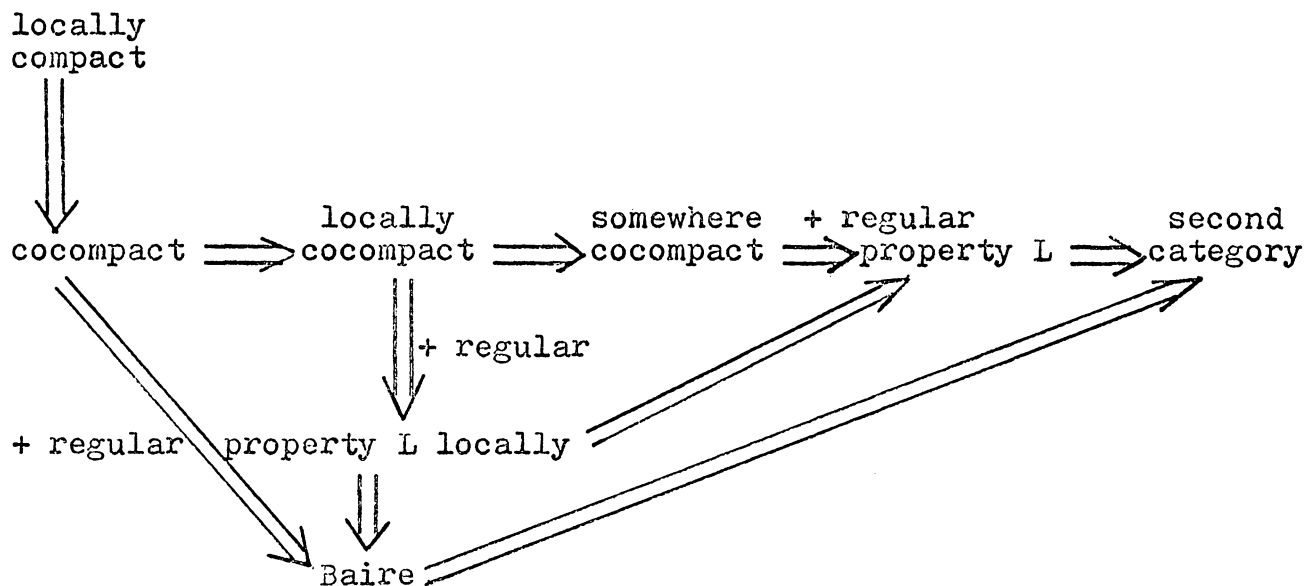 locally
compact
locally
somewhere
+ regular
second
cocompact
cocompact
cocompact
property L
category
+ regular
+ regular
property L locally
Baire